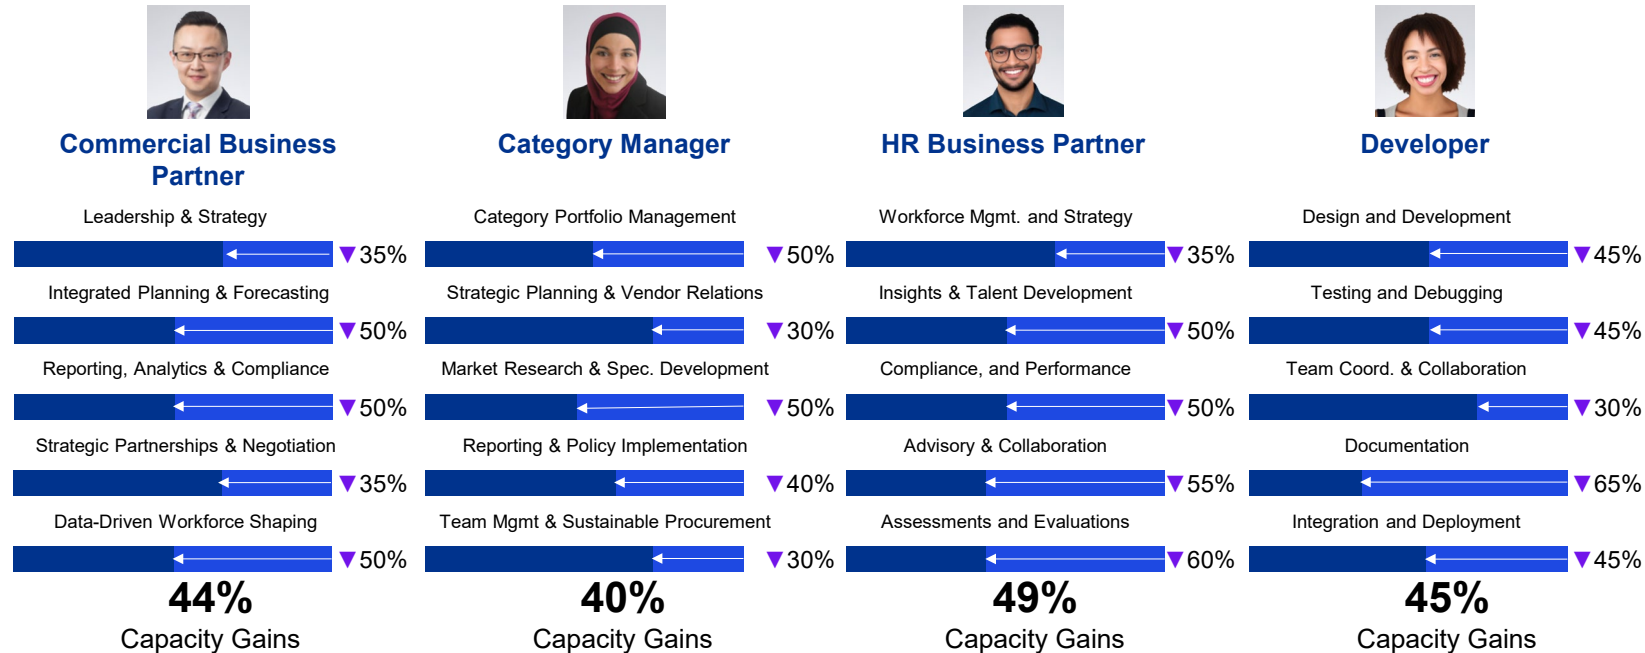 Commercial Business
Partner
Leadership & Strategy
▼35%
Integrated Planning & Forecasting
▼50%
Reporting, Analytics & Compliance
▼50%
Strategic Partnerships & Negotiation
▼35%
Data-Driven Workforce Shaping
▼50%
44%
Capacity Gains
Category Manager
Category Portfolio Management
▼50%
Strategic Planning & Vendor Relations
▼30%
Market Research & Spec. Development
▼50%
Reporting & Policy Implementation
▼40%
Team Mgmt & Sustainable Procurement
▼30%
40%
Capacity Gains
HR Business Partner
Workforce Mgmt. and Strategy
▼35%
Insights & Talent Development
▼50%
Compliance, and Performance
▼50%
Advisory & Collaboration
▼55%
Assessments and Evaluations
▼60%
49%
Capacity Gains
Developer
Design and Development
▼45%
Testing and Debugging
▼45%
Team Coord. & Collaboration
▼30%
Documentation
▼65%
Integration and Deployment
▼45%
45%
Capacity Gains